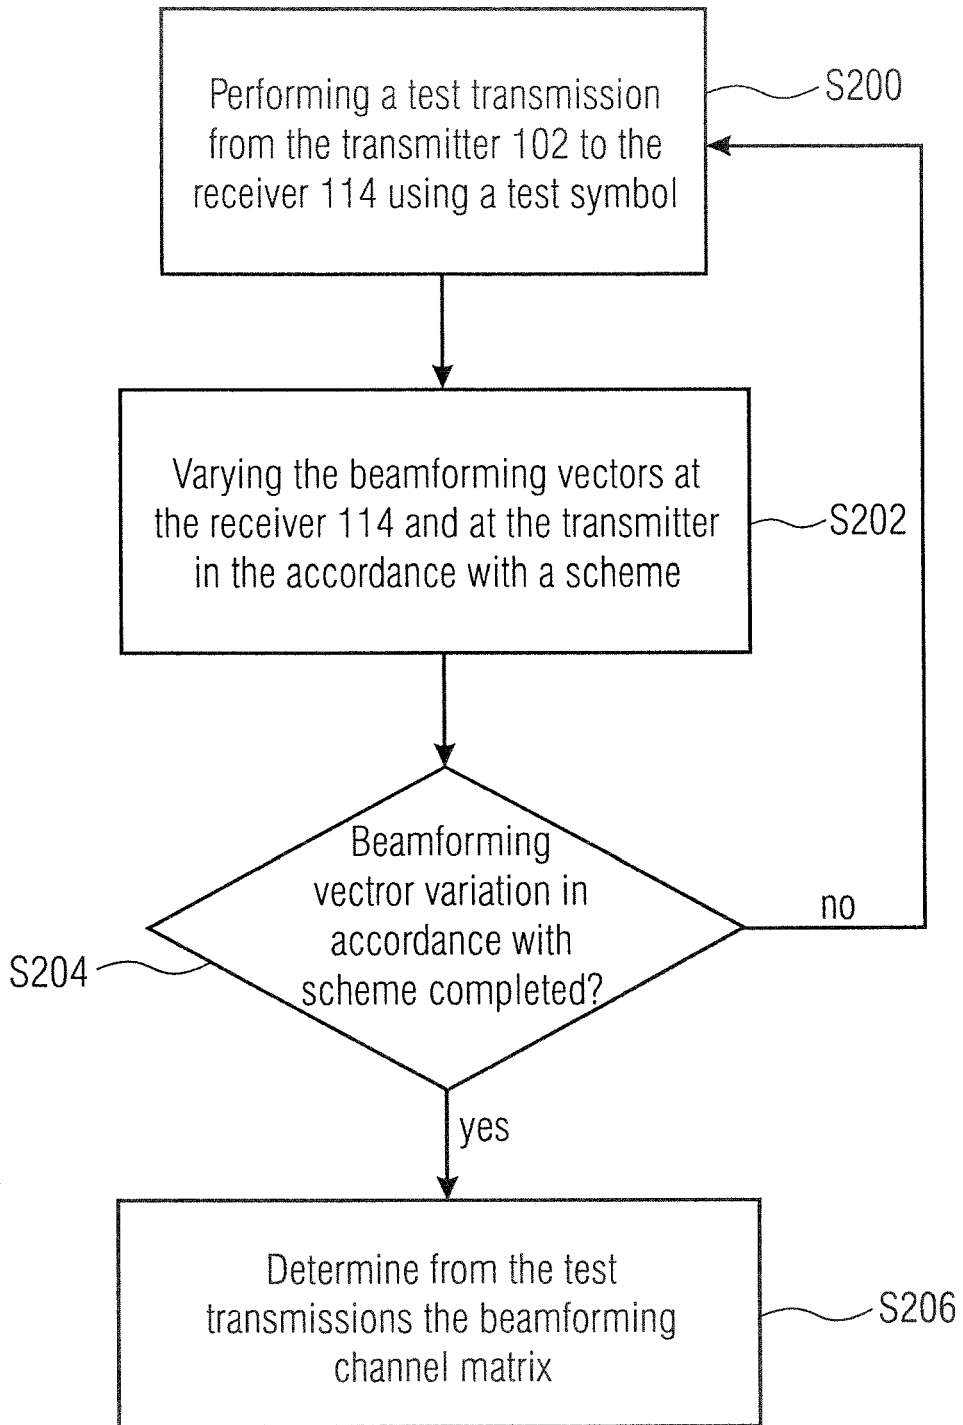 Performing a test transmission
from the transmitter 102 to the
receiver 114 using a test symbol
S200
Varying the beamforming vectors at
the receiver 114 and at the transmitter
in the accordance with a scheme
S202
Beamforming
vectror variation in
accordance with
scheme completed?
S204
no
yes
Determine from the test
transmissions the beamforming
channel matrix
S206